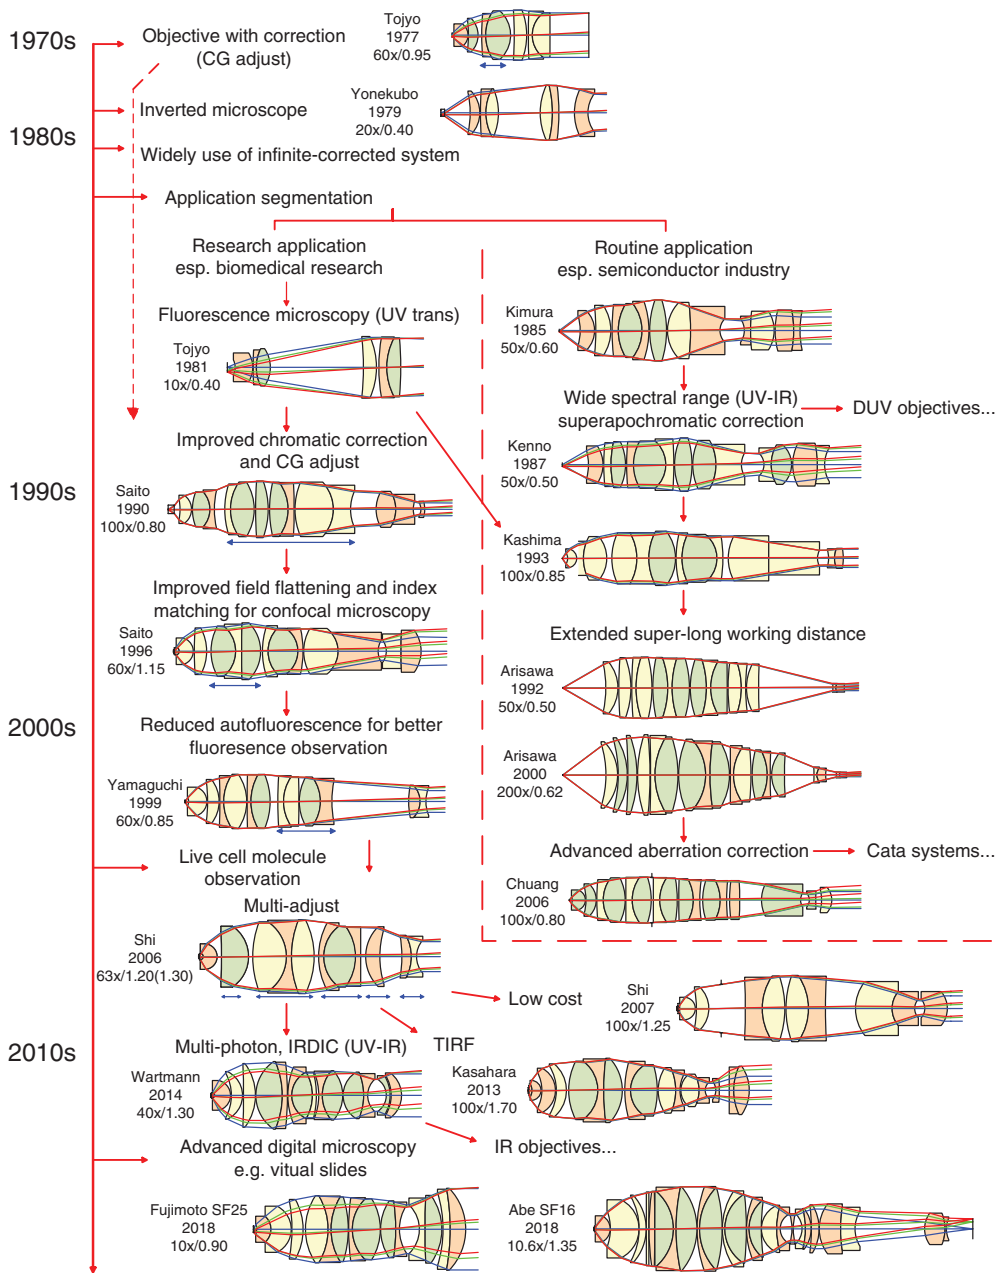 1970s
Objective with correction
(CG adjust)
Tojyo
1977
60x/0.95
Inverted microscope
Yonekubo
1979
20x/0.40
1980s
Widely use of infinite-corrected system
Application segmentation
Research application
esp. biomedical research
Routine application
esp. semiconductor industry
Fluorescence microscopy (UV trans)
Kimura
1985
50x/0.60
Tojyo
1981
10x/0.40
Wide spectral range (UV-IR)
superapochromatic correction
DUV objectives...
Improved chromatic correction
and CG adjust
Kenno
1987
50x/0.50
1990s
Saito
1990
100x/0.80
Kashima
1993
100x/0.85
Improved field flattening and index
matching for confocal microscopy
Saito
1996
60x/1.15
Extended super-long working distance
Arisawa
1992
50x/0.50
2000s
Reduced autofluorescence for better
fluoresence observation
Arisawa
2000
200x/0.62
Yamaguchi
1999
60x/0.85
Live cell molecule
observation
Advanced aberration correction
Cata systems...
Chuang
2006
100x/0.80
Multi-adjust
Shi
2006
63x/1.20(1.30)
Low cost
Shi
2007
100x/1.25
2010s
Multi-photon, IRDIC (UV-IR)
TIRF
Wartmann
2014
40x/1.30
Kasahara
2013
100x/1.70
Advanced digital microscopy
e.g. vitual slides
IR objectives...
Fujimoto SF25
2018
10x/0.90
Abe SF16
2018
10.6x/1.35